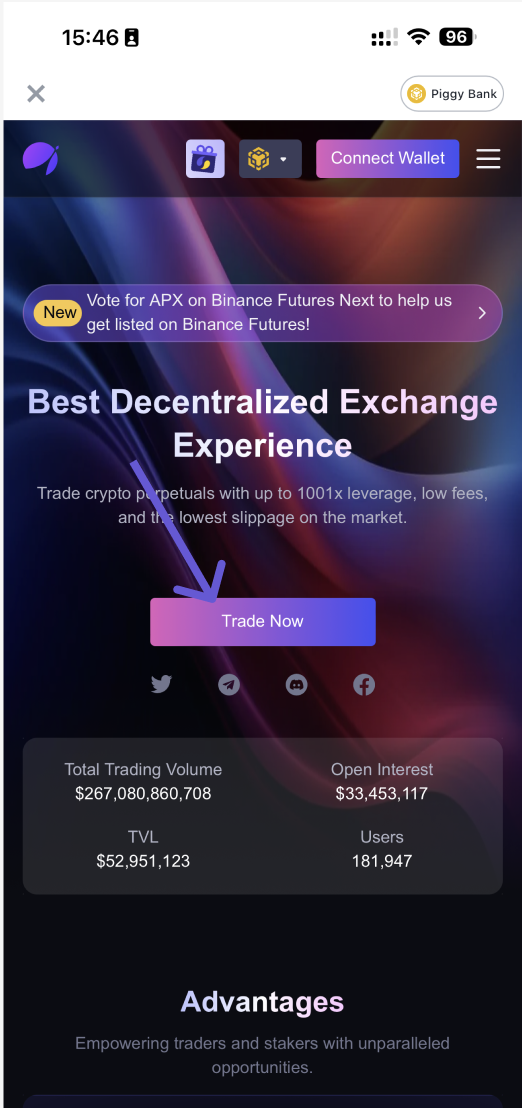 15:46
96
Piggy Bank
Connect Wallet
New
Vote for APX on Binance Futures Next to help us
get listed on Binance Futures!
Best Decentralized Exchange
Experience
Trade crypto perpetuals with up to 1001x leverage, low fees,
and the lowest slippage on the market.
Trade Now
Total Trading Volume
Open Interest
$267,080,860,708
$33,453,117
TVL
Users
$52,951,123
181,947
Advantages
Empowering traders and stakers with unparalleled
opportunities.